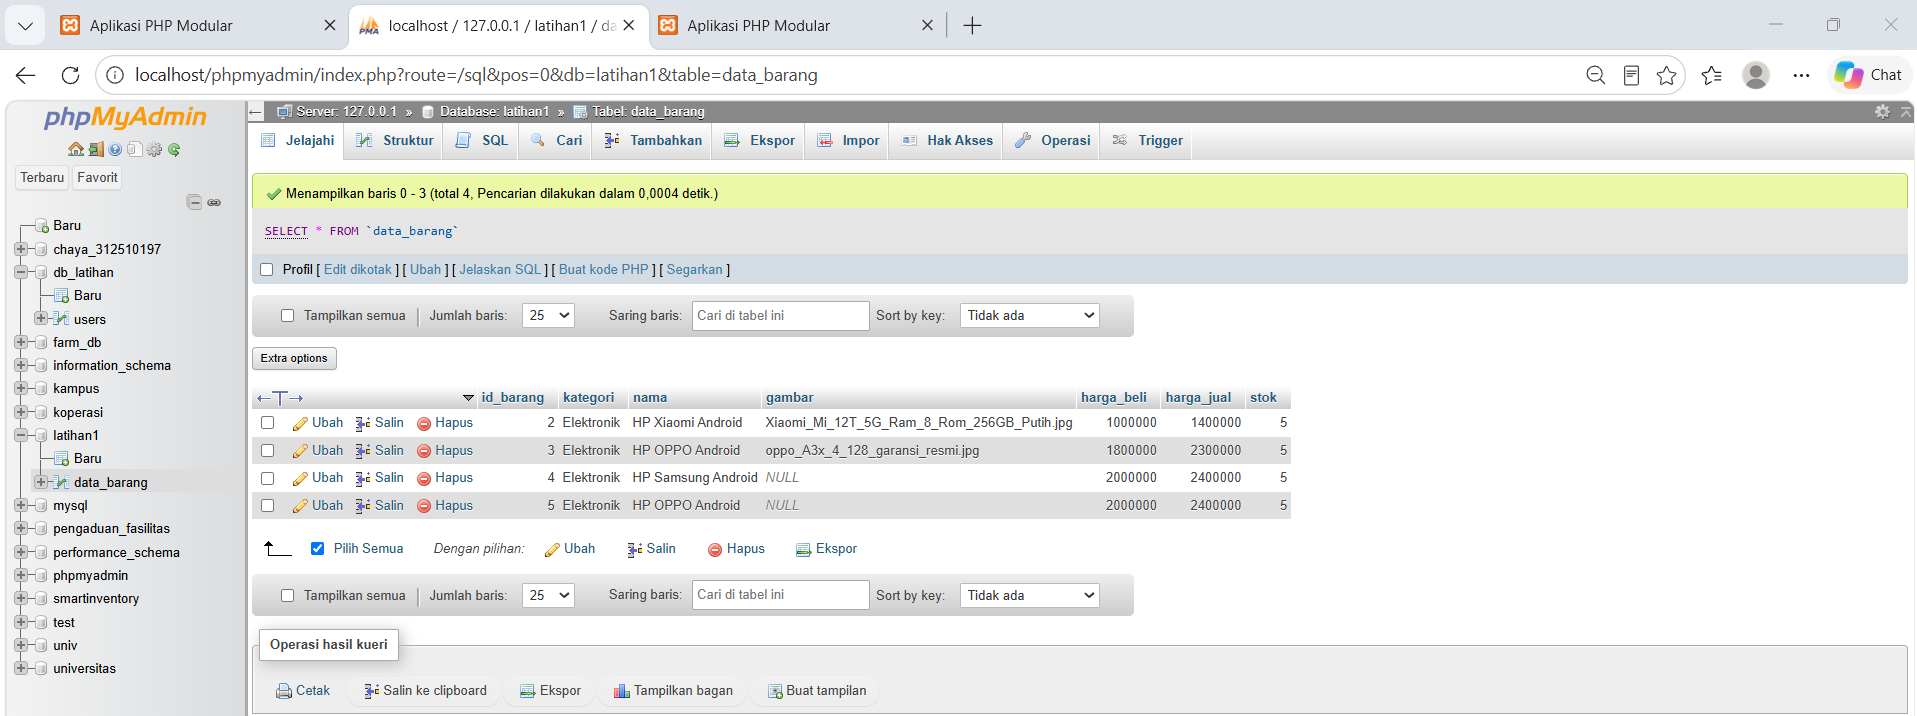 Aplikasi PHP Modular
localhost / 127.0.0.1 / latihan1 / da
Aplikasi PHP Modular
localhost/phpmyadmin/index.php?route=/sql&pos=0&db=latihan1&table=data_barang
Chat
phpMyAdmin
Terbaru Favorit
Baru
chaya_312510197
db_latihan
Baru
users
farm_db
information_schema
kampus
koperasi
latihan1
Baru
data_barang
mysql
pengaduan_fasilitas
performance_schema
phpmyadmin
smartinventory
test
univ
universitas
Server: 127.0.0.1 » Database: latihan1 » Tabel: data_barang
Jelajahi Struktur SQL Cari Tambahkan Ekspor Impor Hak Akses Operasi Trigger
Menampilkan baris 0 - 3 (total 4, Pencarian dilakukan dalam 0,0004 detik.)
SELECT * FROM `data_barang`
Profil [ Edit dikotak ] [ Ubah ] [ Jelaskan SQL ] [ Buat kode PHP ] [ Segarkan ]
Tampilkan semua Jumlah baris: 25 Saring baris: Cari di tabel ini Sort by key: Tidak ada
Extra options
id_barang kategori nama gambar harga_beli harga_jual stok
Ubah Salin Hapus 2 Elektronik HP Xiaomi Android Xiaomi_Mi_12T_5G_Ram_8_Rom_256GB_Putih.jpg 1000000 1400000 5
Ubah Salin Hapus 3 Elektronik HP OPPO Android oppo_A3x_4_128_garansi_resmi.jpg 1800000 2300000 5
Ubah Salin Hapus 4 Elektronik HP Samsung Android NULL 2000000 2400000 5
Ubah Salin Hapus 5 Elektronik HP OPPO Android NULL 2000000 2400000 5
Pilih Semua Dengan pilihan: Ubah Salin Hapus Ekspor
Tampilkan semua Jumlah baris: 25 Saring baris: Cari di tabel ini Sort by key: Tidak ada
Operasi hasil kueri
Cetak Salin ke clipboard Ekspor Tampilkan bagan Buat tampilan